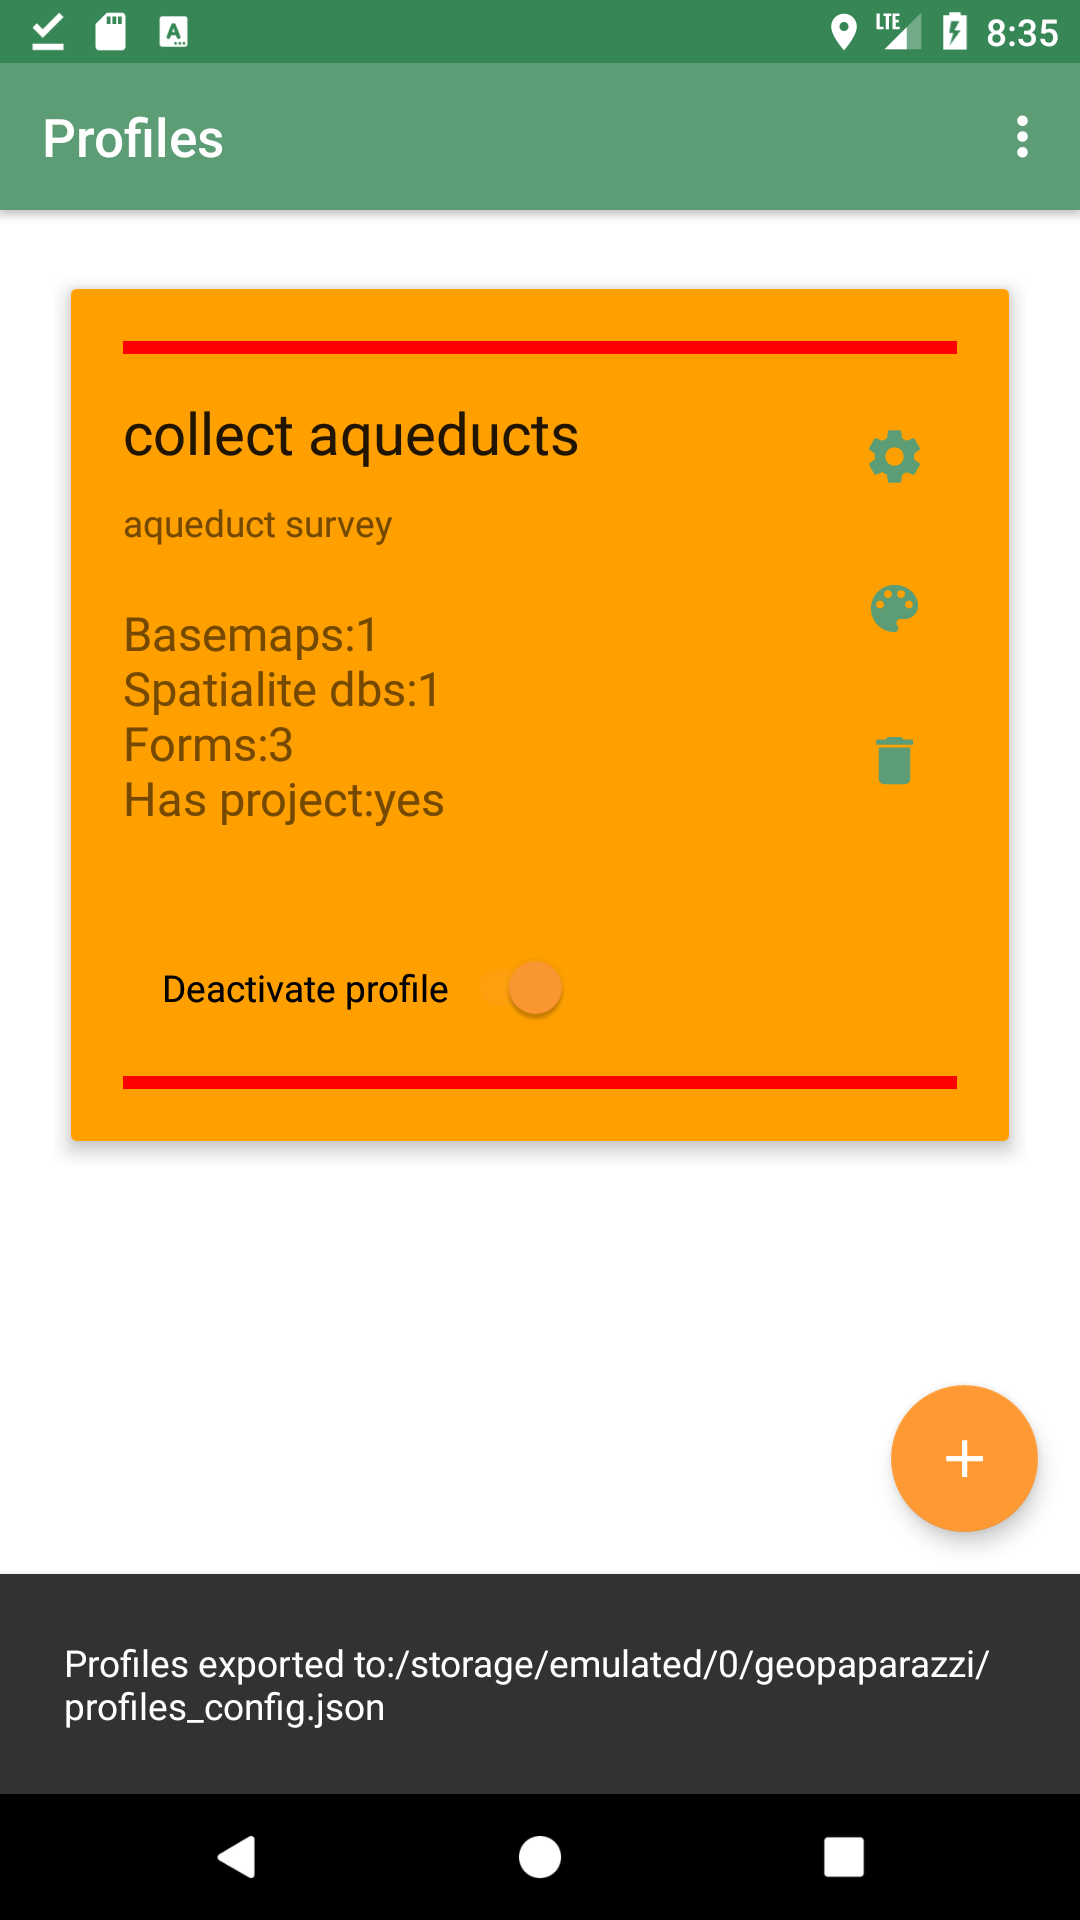 LTE 8:35
Profiles
collect aqueducts
aqueduct survey
Basemaps:1
Spatialite dbs:1
Forms:3
Has project:yes
Deactivate profile
Profiles exported to:/storage/emulated/0/geopaparazzi/
profiles_config.json